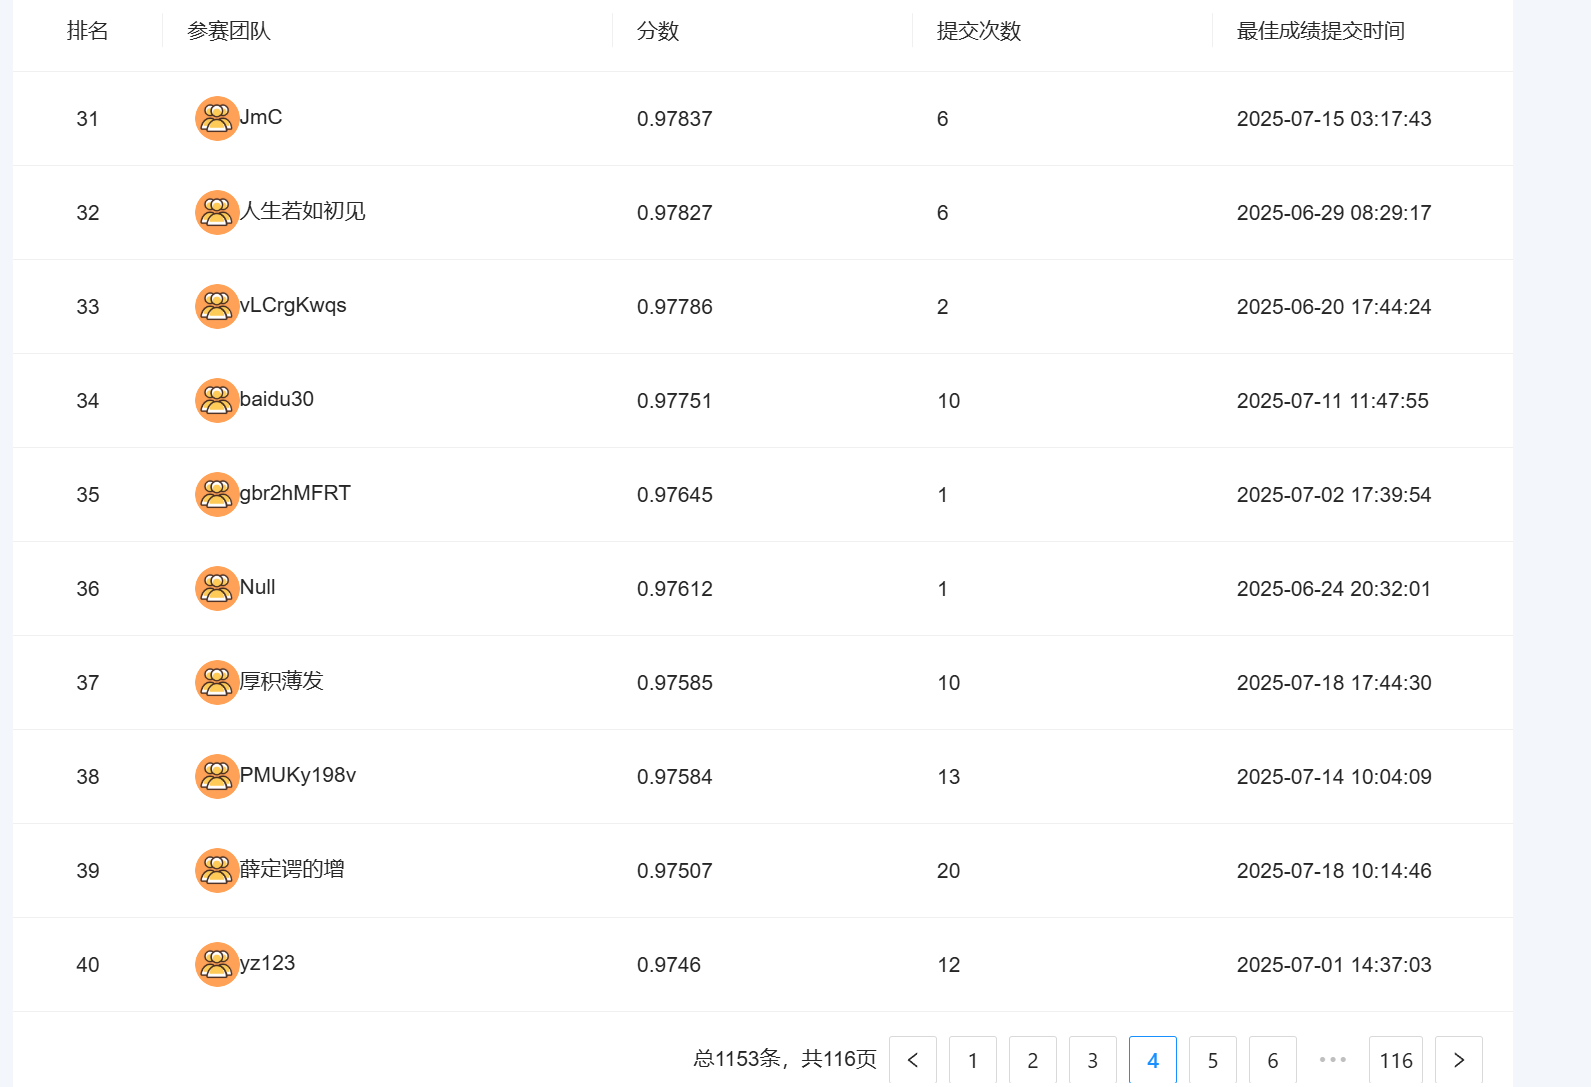 排名 参赛团队 分数 提交次数 最佳成绩提交时间
31 JmC 0.97837 6 2025-07-15 03:17:43
32 人生若如初见 0.97827 6 2025-06-29 08:29:17
33 vLCrgKwqs 0.97786 2 2025-06-20 17:44:24
34 baidu30 0.97751 10 2025-07-11 11:47:55
35 gbr2hMFRT 0.97645 1 2025-07-02 17:39:54
36 Null 0.97612 1 2025-06-24 20:32:01
37 厚积薄发 0.97585 10 2025-07-18 17:44:30
38 PMUKy198v 0.97584 13 2025-07-14 10:04:09
39 薛定谔的增 0.97507 20 2025-07-18 10:14:46
40 yz123 0.9746 12 2025-07-01 14:37:03
总1153条，共116页 < 1 2 3 4 5 6 ••• 116 >